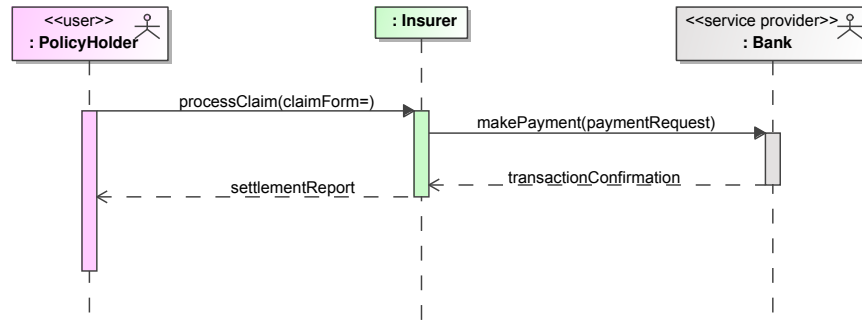 <<user>>
: PolicyHolder
: Insurer
<<service provider>>
: Bank
processClaim(claimForm=)
makePayment(paymentRequest)
transactionConfirmation
settlementReport